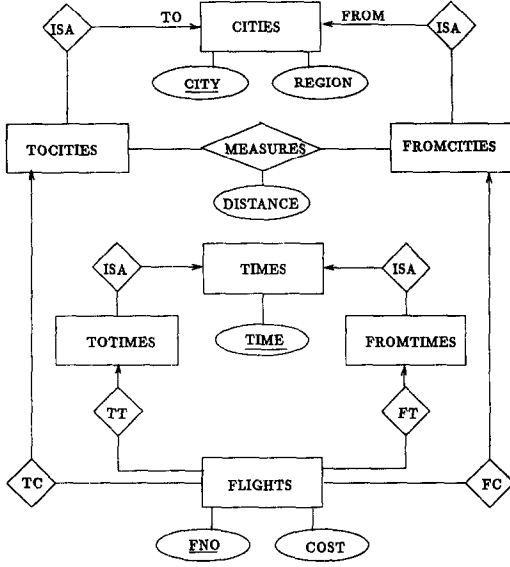 ISA
TO
CITIES
FROM
ISA
CITY
REGION
TOCITIES
MEASURES
FROMCITIES
DISTANCE
ISA
TIMES
ISA
TOTIMES
TIME
FROMTIMES
TT
FT
TC
FLIGHTS
FC
FNO
COST